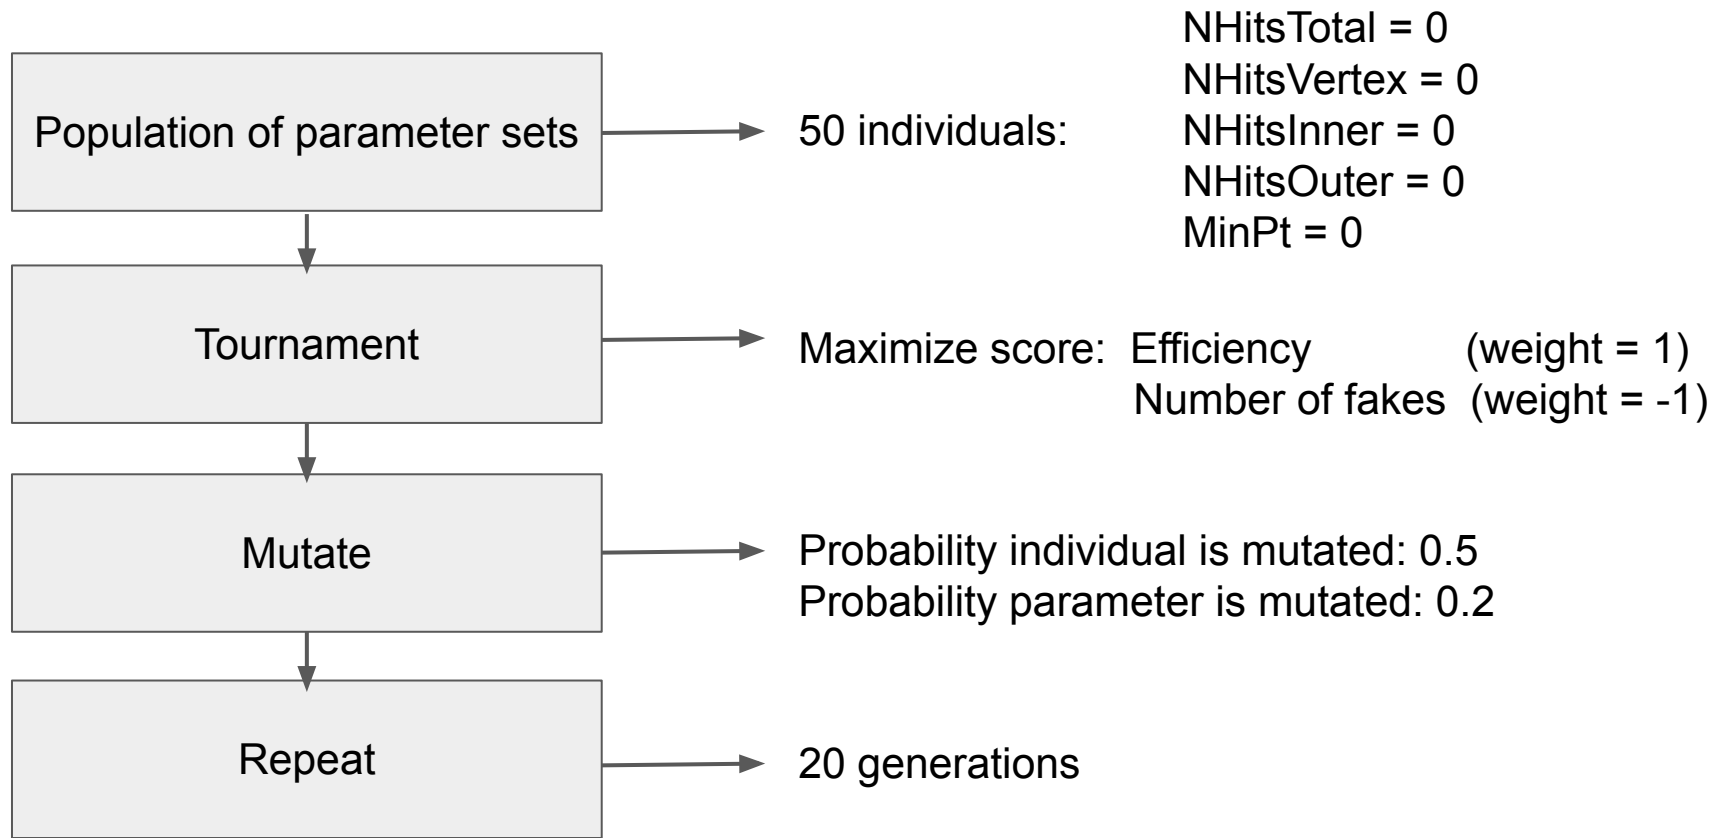 NHitsTotal = 0
NHitsVertex = 0
Population of parameter sets
50 individuals:
NHitsInner = 0
NHitsOuter = 0
MinPt = 0
Tournament
Maximize score: Efficiency (weight = 1)
Number of fakes (weight = -1)
Mutate
Probability individual is mutated: 0.5
Probability parameter is mutated: 0.2
Repeat
20 generations